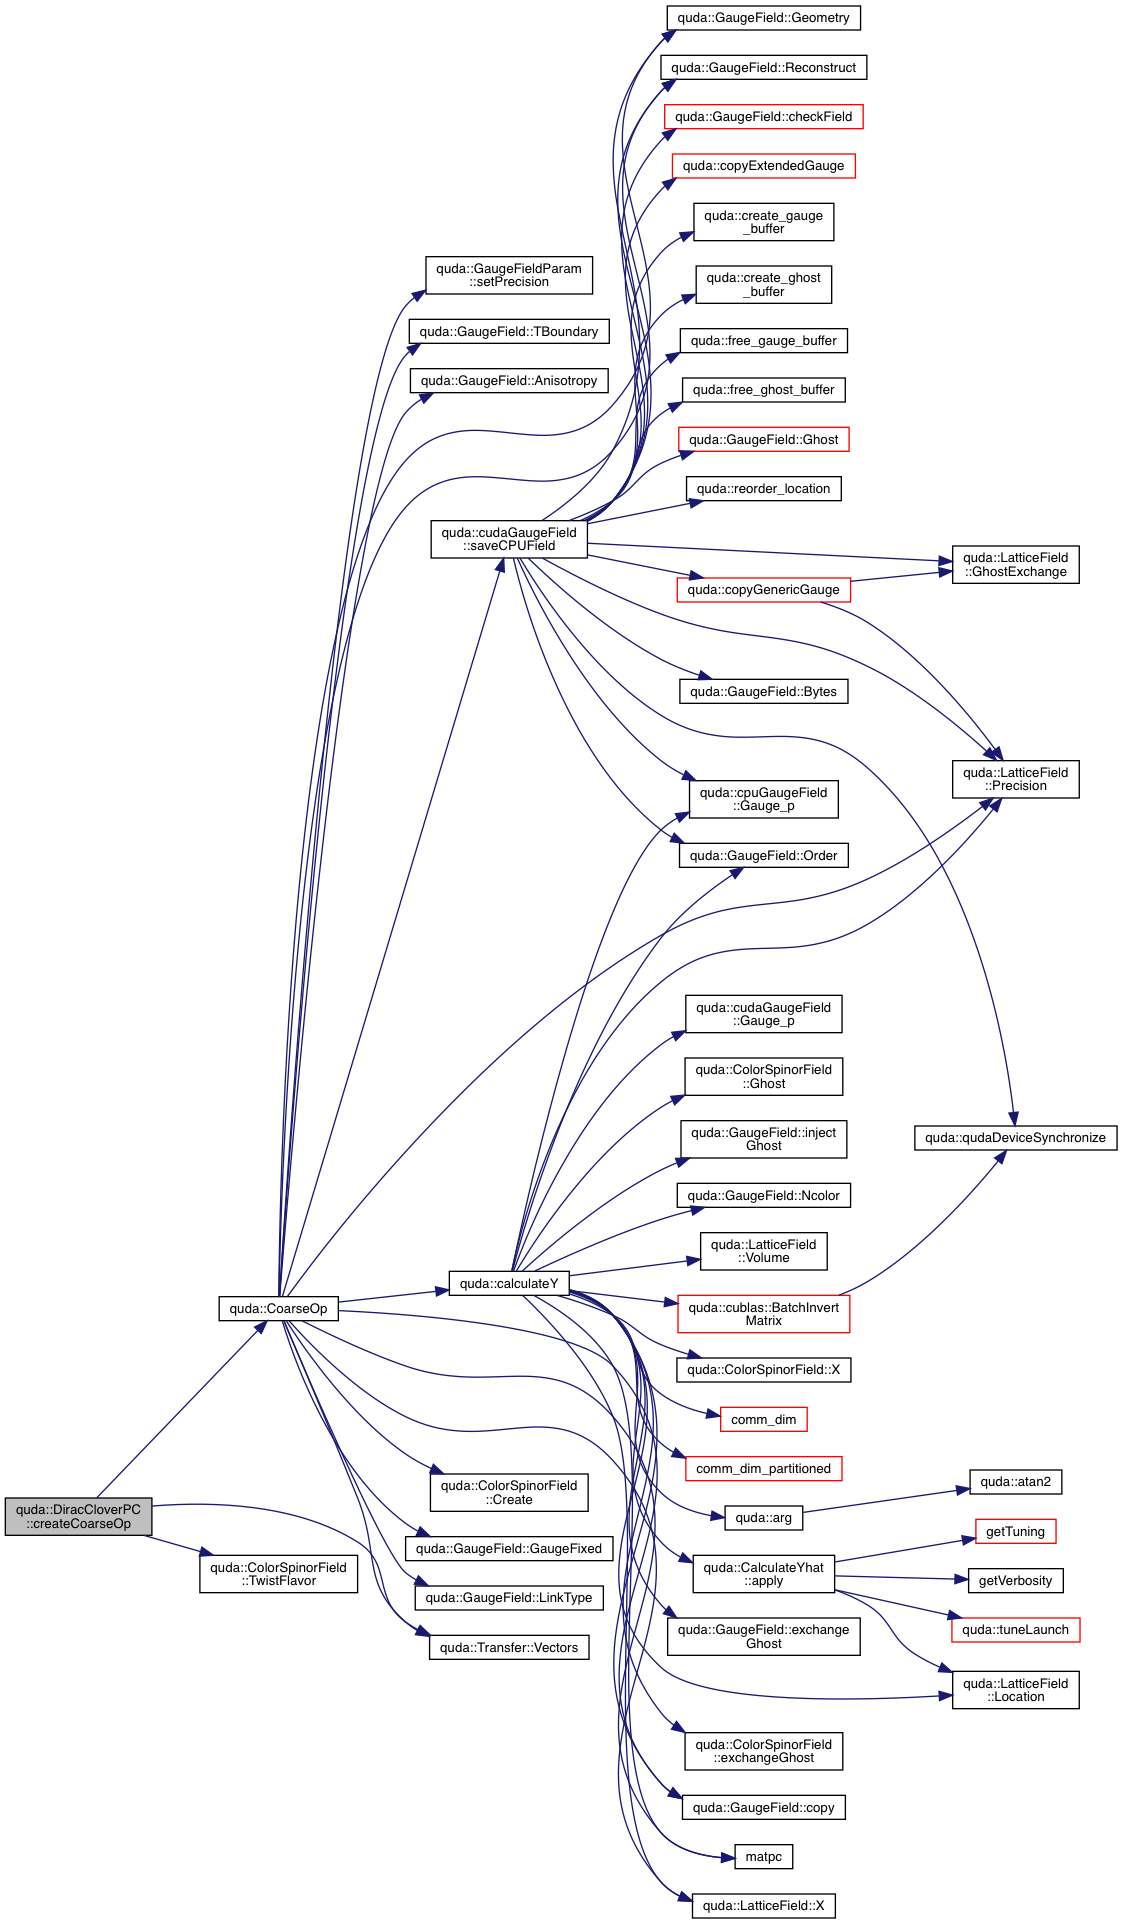 quda::GaugeField::Geometry
quda::GaugeField::Reconstruct
quda::GaugeField::checkField
quda::copyExtendedGauge
quda::create_gauge
_buffer
quda::GaugeFieldParam
::setPrecision
quda::create_ghost
_buffer
quda::GaugeField::TBoundary
quda::free_gauge_buffer
quda::GaugeField::Anisotropy
quda::free_ghost_buffer
quda::GaugeField::Ghost
quda::reorder_location
quda::cudaGaugeField
::saveCPUField
quda::LatticeField
::GhostExchange
quda::copyGenericGauge
quda::GaugeField::Bytes
quda::LatticeField
::Precision
quda::cpuGaugeField
::Gauge_p
quda::GaugeField::Order
quda::cudaGaugeField
::Gauge_p
quda::ColorSpinorField
::Ghost
quda::GaugeField::inject
Ghost
quda::qudaDeviceSynchronize
quda::GaugeField::Ncolor
quda::LatticeField
::Volume
quda::calculateY
quda::CoarseOp
quda::cublas::BatchInvert
Matrix
quda::ColorSpinorField::X
comm_dim
comm_dim_partitioned
quda::atan2
quda::ColorSpinorField
::Create
quda::DiracCloverPC
::createCoarseOp
quda::arg
getTuning
quda::GaugeField::GaugeFixed
quda::ColorSpinorField
::TwistFlavor
quda::CalculateYhat
::apply
getVerbosity
quda::GaugeField::LinkType
quda::tuneLaunch
quda::GaugeField::exchange
Ghost
quda::Transfer::Vectors
quda::LatticeField
::Location
quda::ColorSpinorField
::exchangeGhost
quda::GaugeField::copy
matpc
quda::LatticeField::X